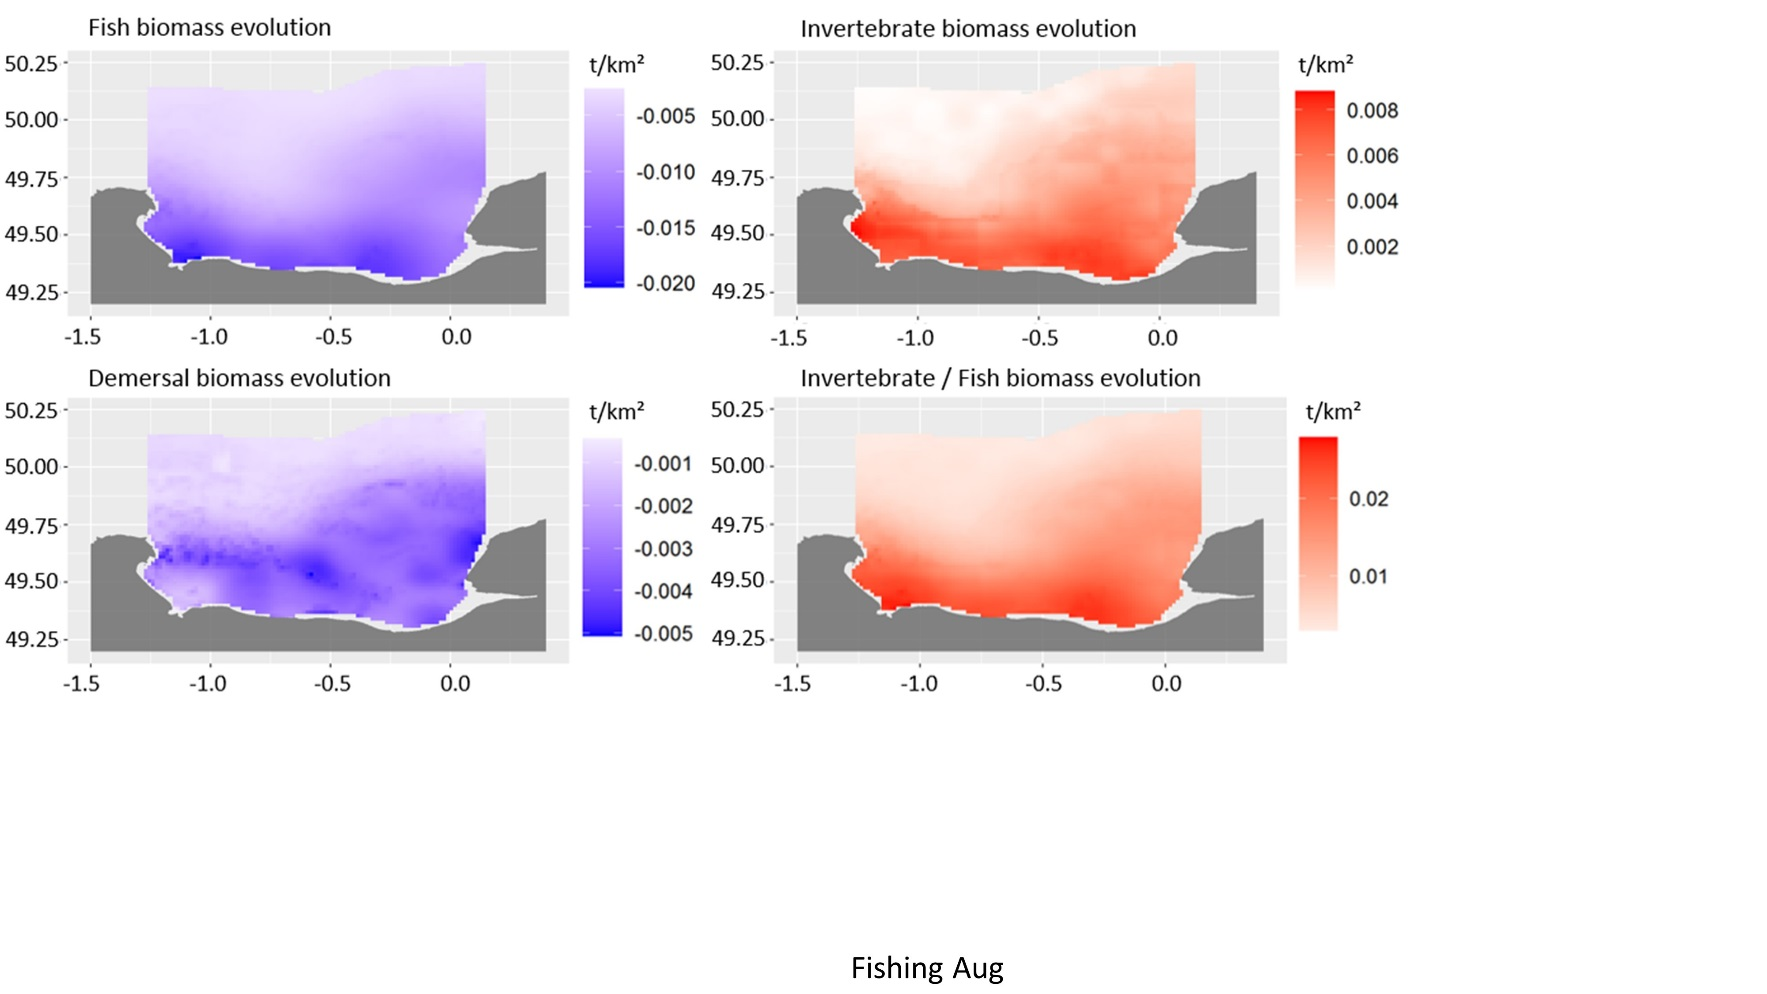 Fish biomass evolution
t/km²
50.25
50.00
49.75
49.50
49.25
-0.005
-0.010
-0.015
-0.020
-1.5 -1.0 -0.5 0.0
Invertebrate biomass evolution
t/km²
50.25
50.00
49.75
49.50
49.25
0.008
0.006
0.004
0.002
-1.5 -1.0 -0.5 0.0
Demersal biomass evolution
t/km²
50.25
50.00
49.75
49.50
49.25
-0.001
-0.002
-0.003
-0.004
-0.005
-1.5 -1.0 -0.5 0.0
Invertebrate / Fish biomass evolution
t/km²
50.25
50.00
49.75
49.50
49.25
0.02
0.01
-1.5 -1.0 -0.5 0.0
Fishing Aug